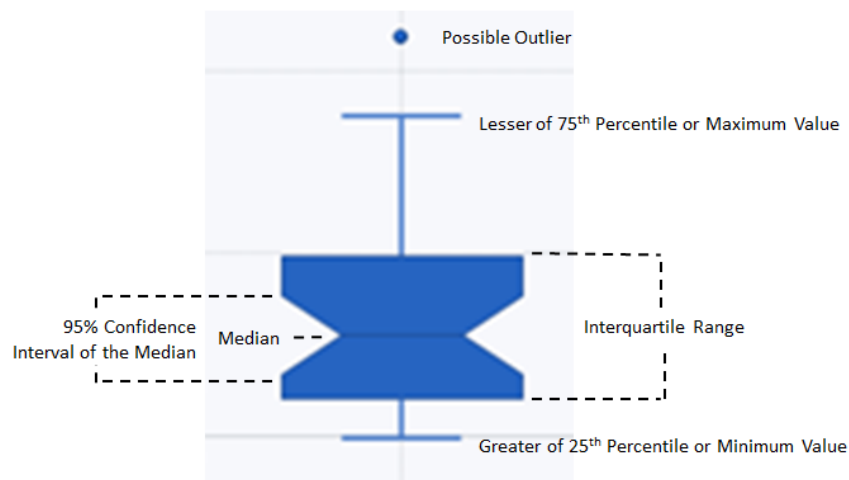 Possible Outlier
Lesser of 75th Percentile or Maximum Value
95% Confidence
Interval of the Median
Median
Interquartile Range
Greater of 25th Percentile or Minimum Value